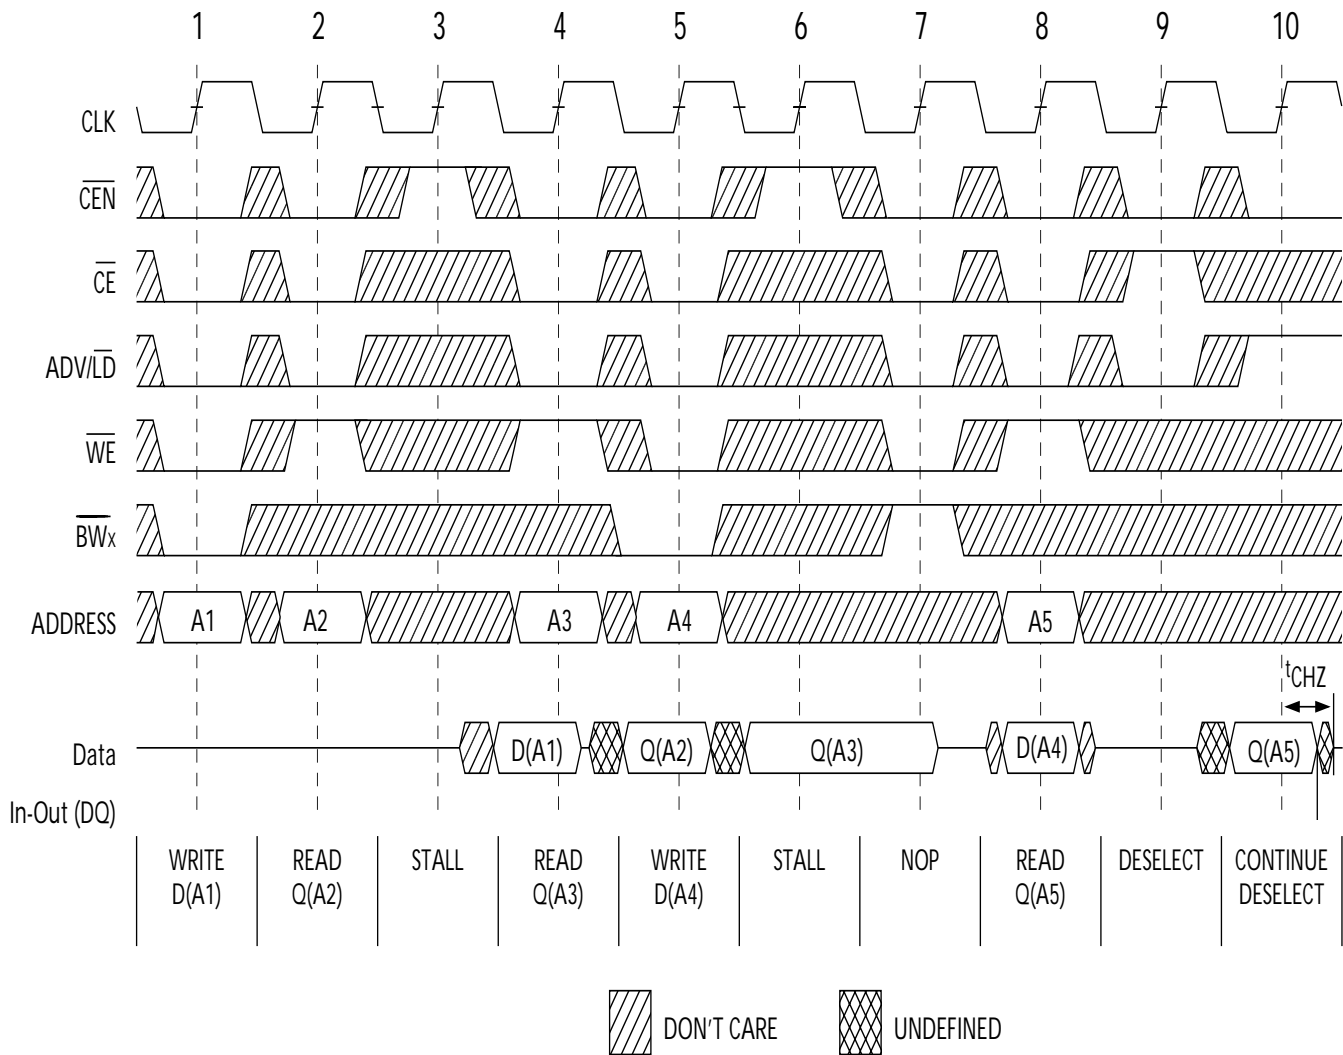 1 2 3 4 5 6 7 8 9 10
CLK
CEN
CE
ADV/LD
WE
BWx
ADDRESS A1 A2 A3 A4 A5
tCHZ
Data D(A1) Q(A2) Q(A3) D(A4) Q(A5)
In-Out (DQ)
WRITE READ STALL READ WRITE STALL NOP READ DESELECT CONTINUE
D(A1) Q(A2) Q(A3) D(A4) Q(A5) DESELECT
DON'T CARE UNDEFINED